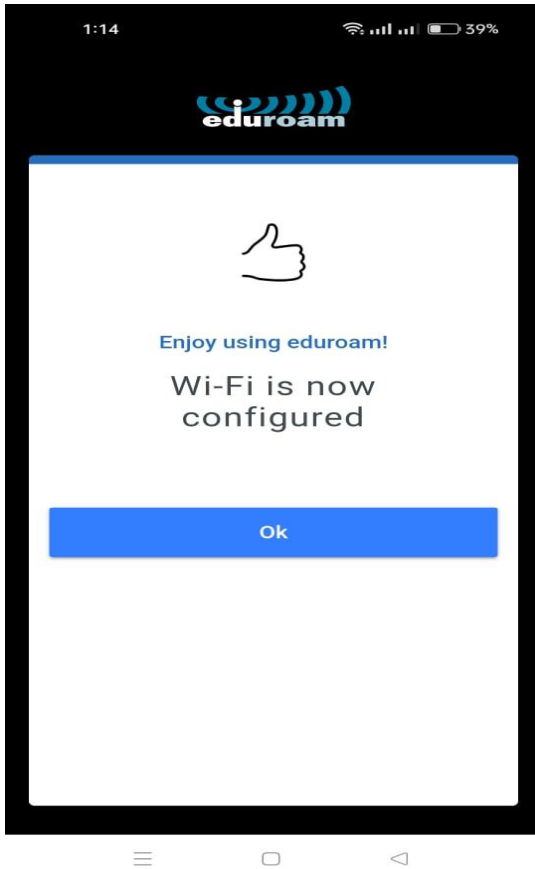 1:14
39%
eduroam
Enjoy using eduroam!
Wi-Fi is now
configured
Ok